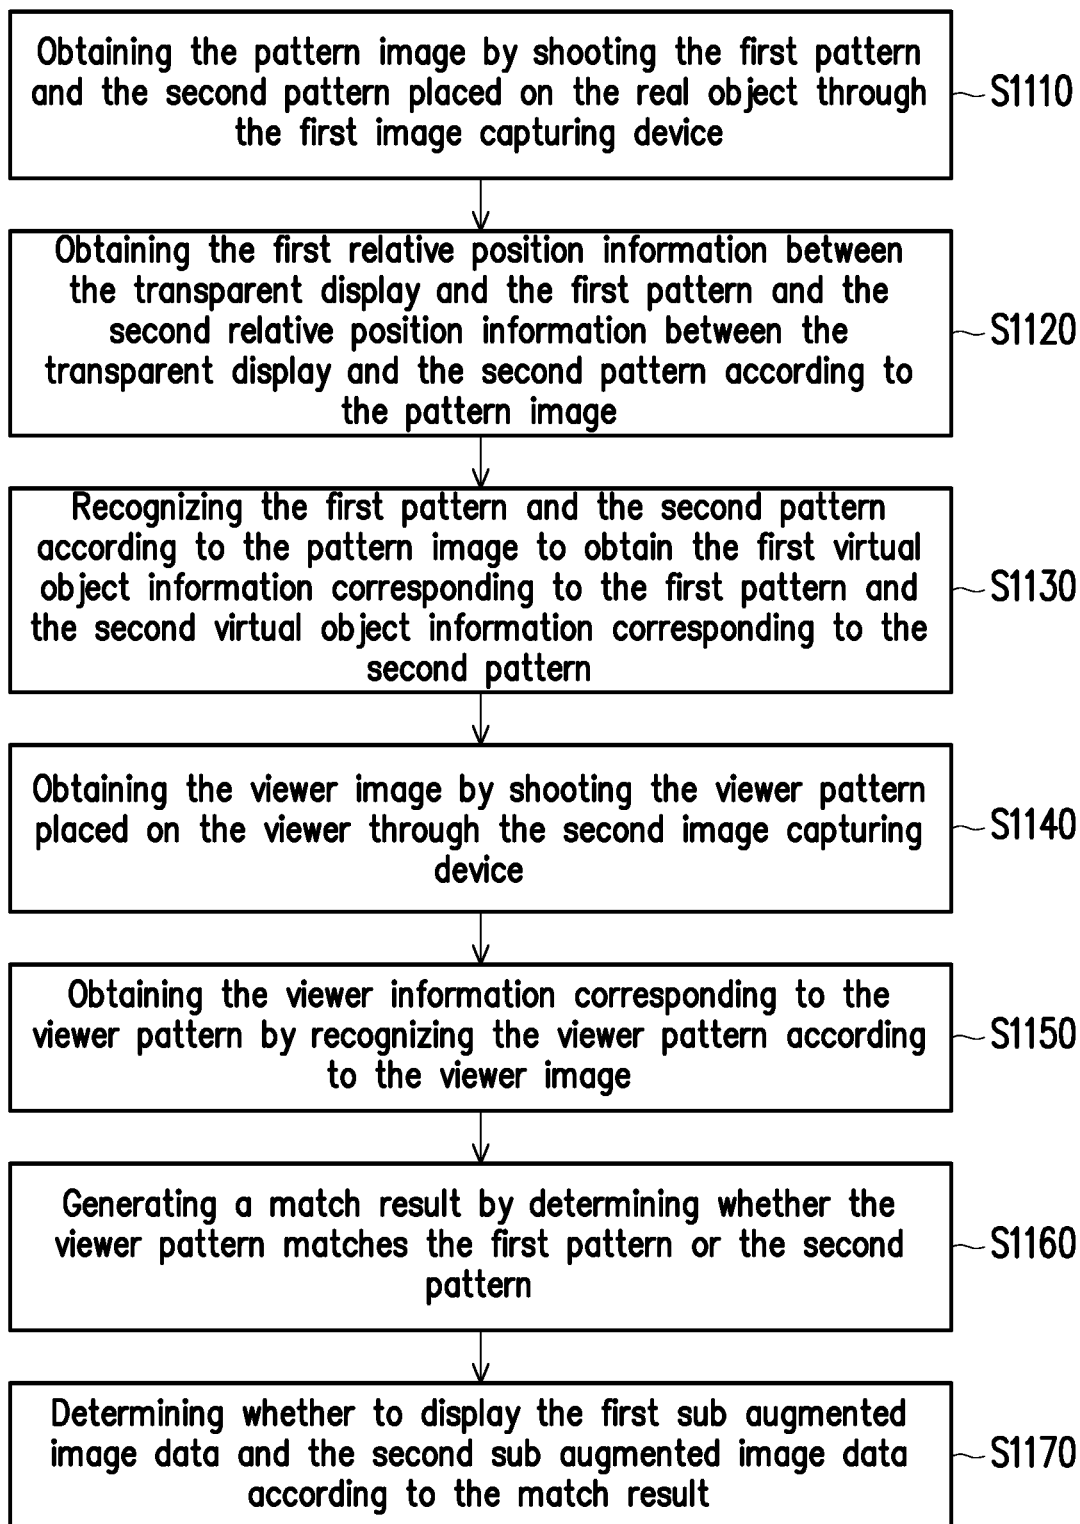 Obtaining the pattern image by shooting the first pattern
and the second pattern placed on the real object through
the first image capturing device
S1110
Obtaining the first relative position information between
the transparent display and the first pattern and the
second relative position information between the
transparent display and the second pattern according to
the pattern image
S1120
Recognizing the first pattern and the second pattern
according to the pattern image to obtain the first virtual
object information corresponding to the first pattern and
the second virtual object information corresponding to the
second pattern
S1130
Obtaining the viewer image by shooting the viewer pattern
placed on the viewer through the second image capturing
device
S1140
Obtaining the viewer information corresponding to the
viewer pattern by recognizing the viewer pattern according
to the viewer image
S1150
Generating a match result by determining whether the
viewer pattern matches the first pattern or the second
pattern
S1160
Determining whether to display the first sub augmented
image data and the second sub augmented image data
according to the match result
S1170